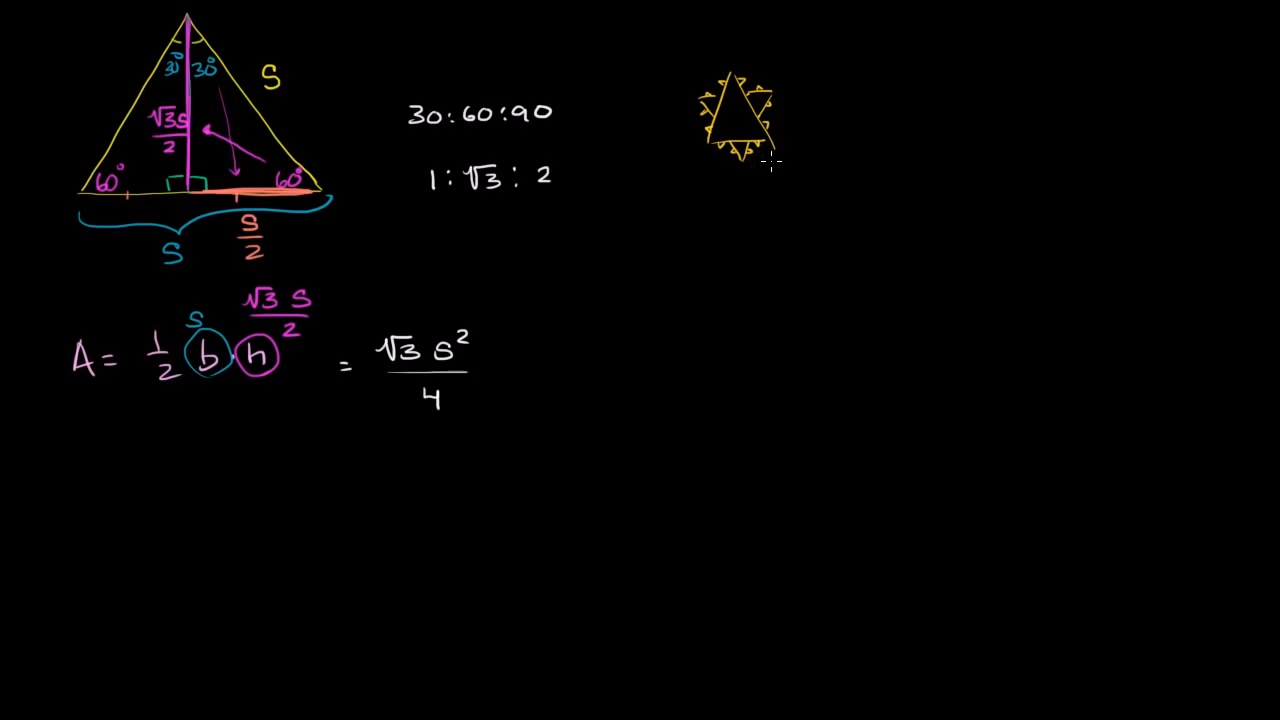 30° 30°
S
√3s
2
60° 60°
S
S
2
30:60:90
1:√3:2
A = 1/2 b · h = √3 s²/4
S
√3 S
2